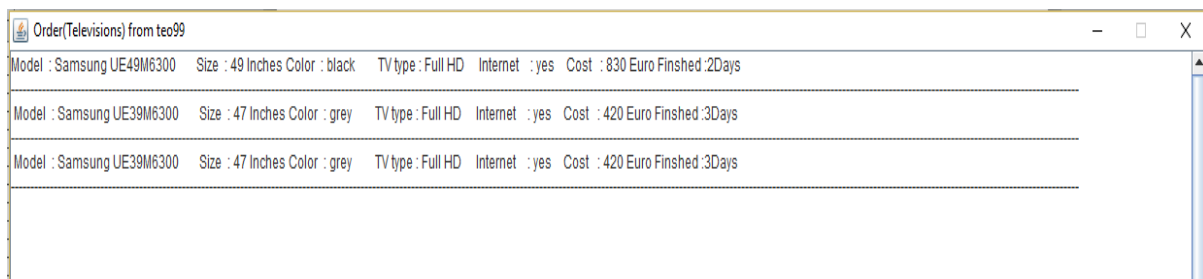 Order(Televisions) from teo99
Model : Samsung UE49M6300 Size : 49 Inches Color : black TV type : Full HD Internet : yes Cost : 830 Euro Finshed :2Days
Model : Samsung UE39M6300 Size : 47 Inches Color : grey TV type : Full HD Internet : yes Cost : 420 Euro Finshed :3Days
Model : Samsung UE39M6300 Size : 47 Inches Color : grey TV type : Full HD Internet : yes Cost : 420 Euro Finshed :3Days